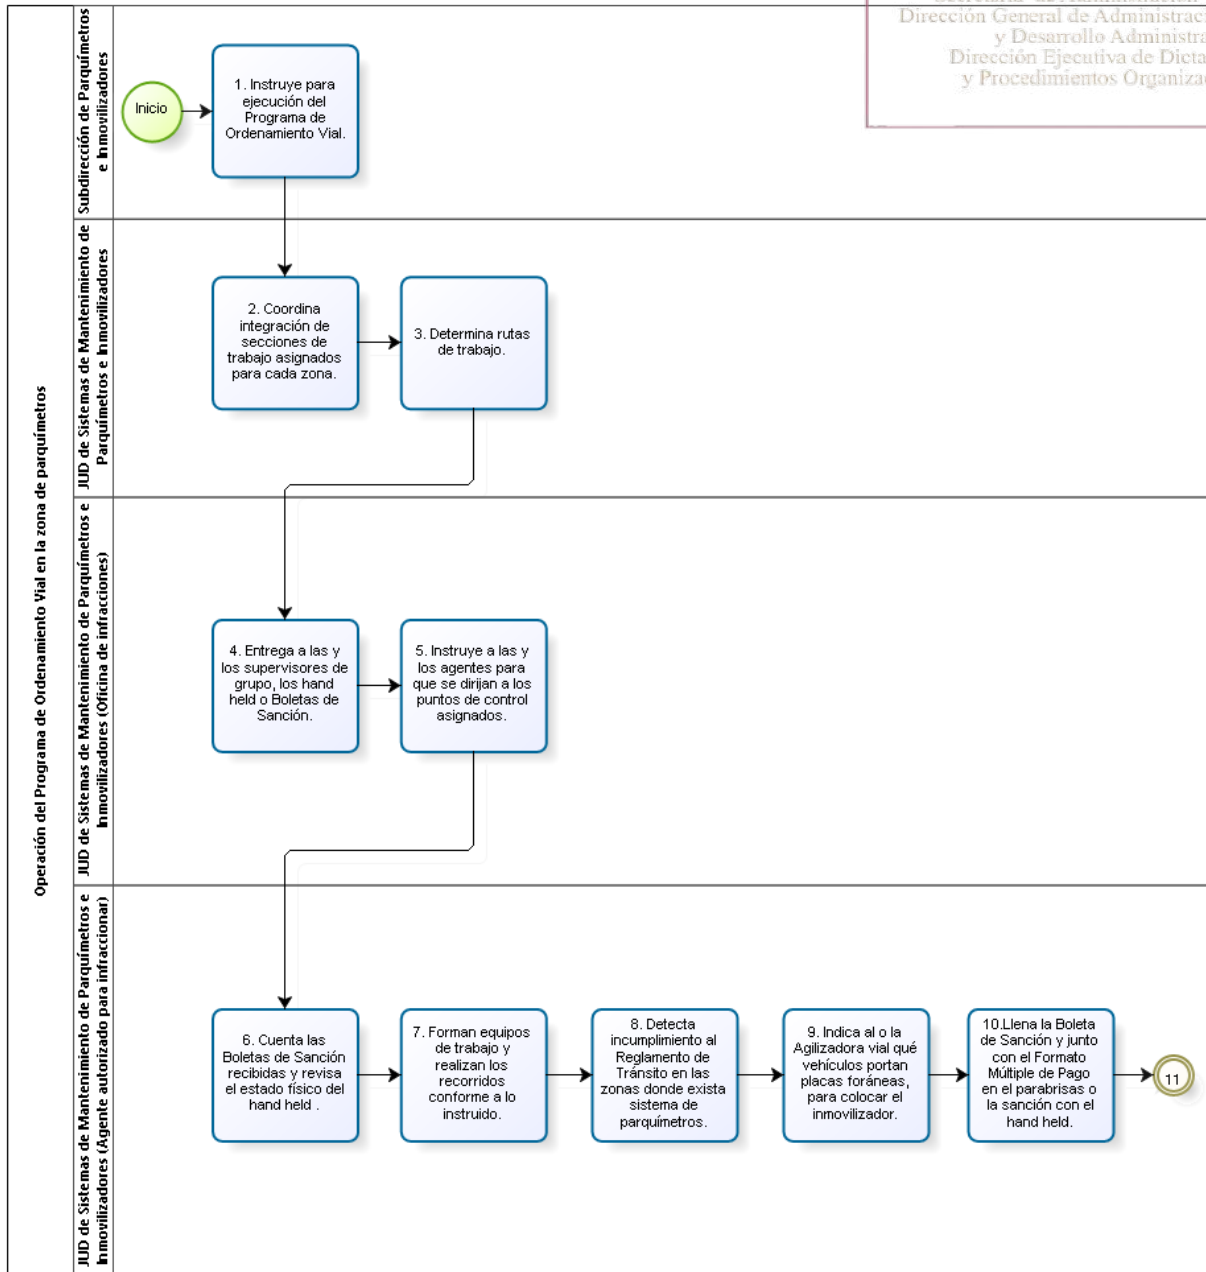 Dirección General de Administrac
y Desarrollo Administra
Dirección Ejecutiva de Dicta
y Procedimientos Organiza
Operación del Programa de Ordenamiento Vial en la zona de parquímetros
Subdirección de Parquímetros
e Inmovilizadores
Inicio
1. Instruye para
ejecución del
Programa de
Ordenamiento Vial.
JUD de Sistemas de Mantenimiento de
Parquímetros e Inmovilizadores
2. Coordina
integración de
secciones de
trabajo asignados
para cada zona.
3. Determina rutas
de trabajo.
JUD de Sistemas de Mantenimiento de Parquímetros e
Inmovilizadores (Oficina de infracciones)
4. Entrega a las y
los supervisores de
grupo, los hand
held o Boletas de
Sanción.
5. Instruye a las y
los agentes para
que se dirijan a los
puntos de control
asignados.
JUD de Sistemas de Mantenimiento de Parquímetros e
Inmovilizadores (Agente autorizado para infraccionar)
6. Cuenta las
Boletas de Sanción
recibidas y revisa
el estado físico del
hand held .
7. Forman equipos
de trabajo y
realizan los
recorridos
conforme a lo
instruido.
8. Detecta
incumplimiento al
Reglamento de
Tránsito en las
zonas donde exista
sistema de
parquímetros.
9. Indica al o la
Agilizadora vial qué
vehículos portan
placas foráneas,
para colocar el
inmovilizador.
10.Llena la Boleta
de Sanción y junto
con el Formato
Múltiple de Pago
en el parabrisas o
la sanción con el
hand held.
11